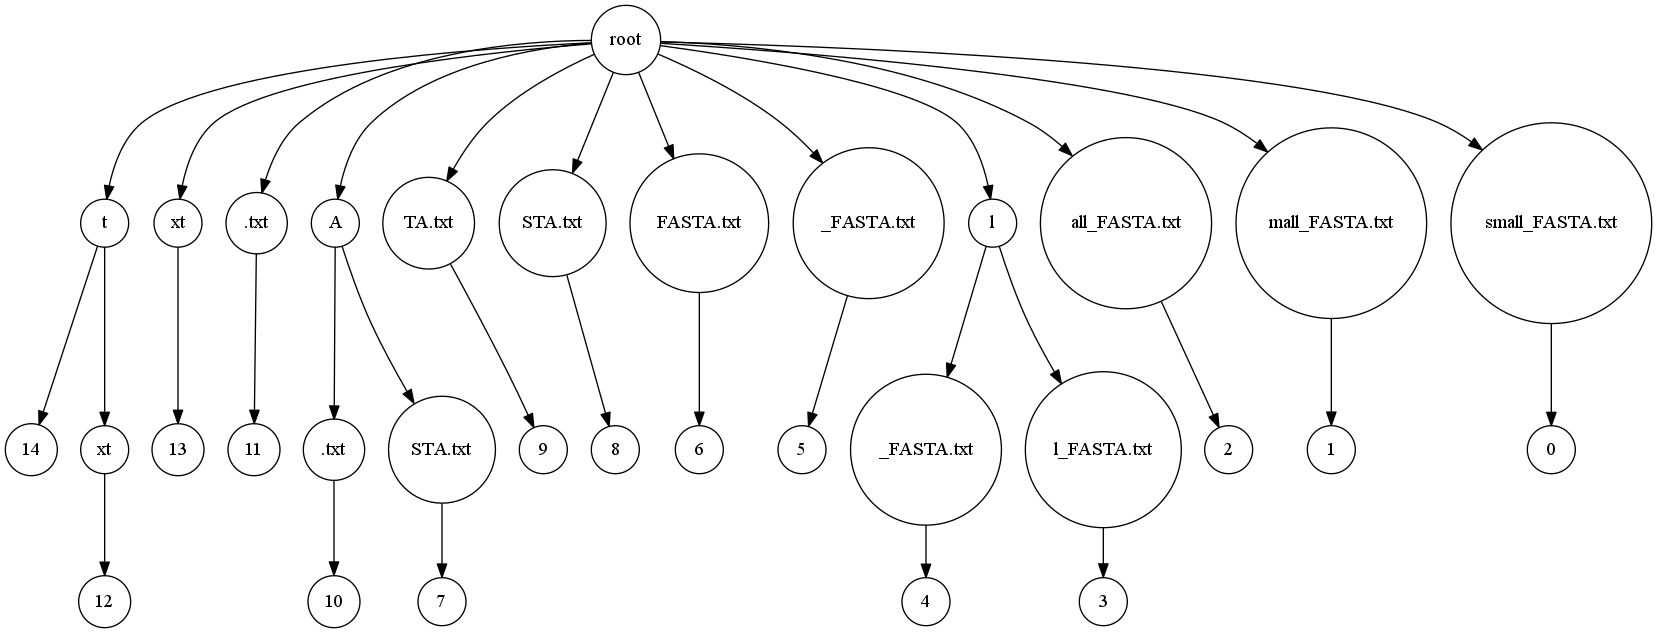 root
t
xt
.txt
A
TA.txt
STA.txt
FASTA.txt
_FASTA.txt
l
all_FASTA.txt
mall_FASTA.txt
small_FASTA.txt
14
xt
13
11
.txt
STA.txt
9
8
6
5
_FASTA.txt
l_FASTA.txt
2
1
0
12
10
7
4
3